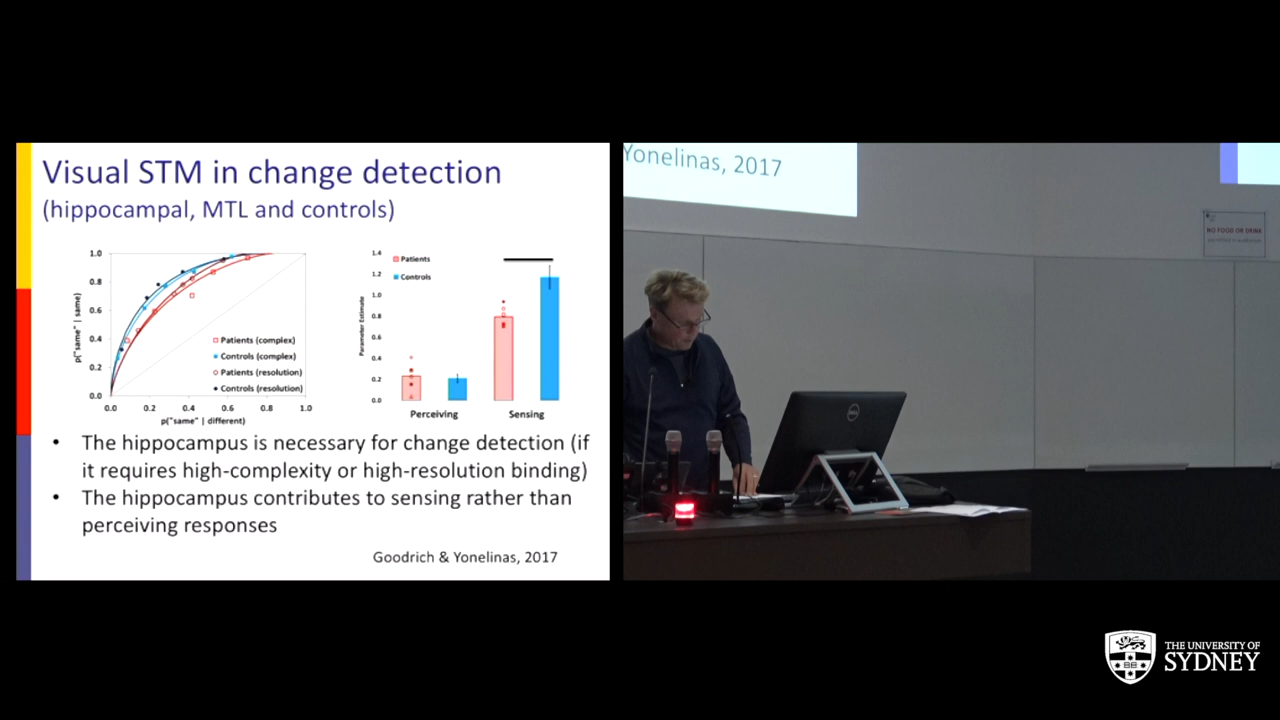 Visual STM in change detection
(hippocampal, MTL and controls)
1.0
0.8
0.6
0.4
0.2
0.0
p("same" | same)
0.0 0.2 0.4 0.6 0.8 1.0
p("same" | different)
Patients (complex)
Controls (complex)
Patients (resolution)
Controls (resolution)
1.4
1.2
1.0
0.8
0.6
0.4
0.2
0.0
Parameter Estimate
Patients
Controls
Perceiving Sensing
• The hippocampus is necessary for change detection (if
it requires high-complexity or high-resolution binding)
• The hippocampus contributes to sensing rather than
perceiving responses
Goodrich & Yonelinas, 2017
Yonelinas, 2017
NO FOOD OR DRINK
DELL
THE UNIVERSITY OF
SYDNEY